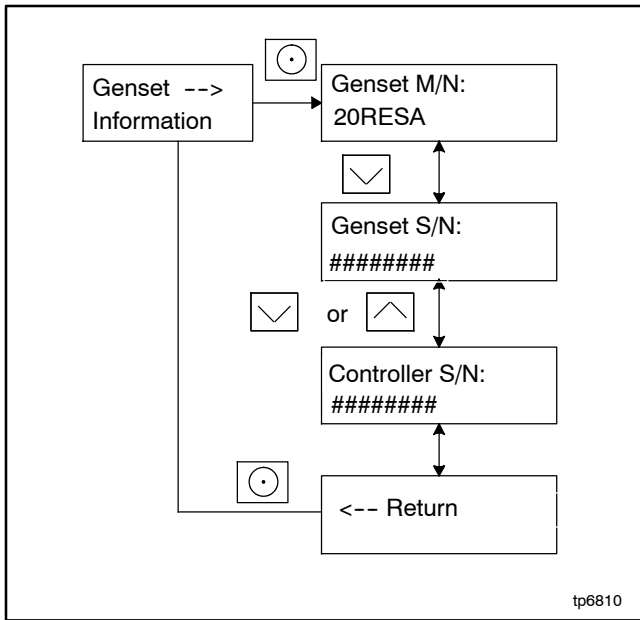 Genset -->
Information
Genset M/N:
20RESA
Genset S/N:
########
or
Controller S/N:
########
<-- Return
tp6810